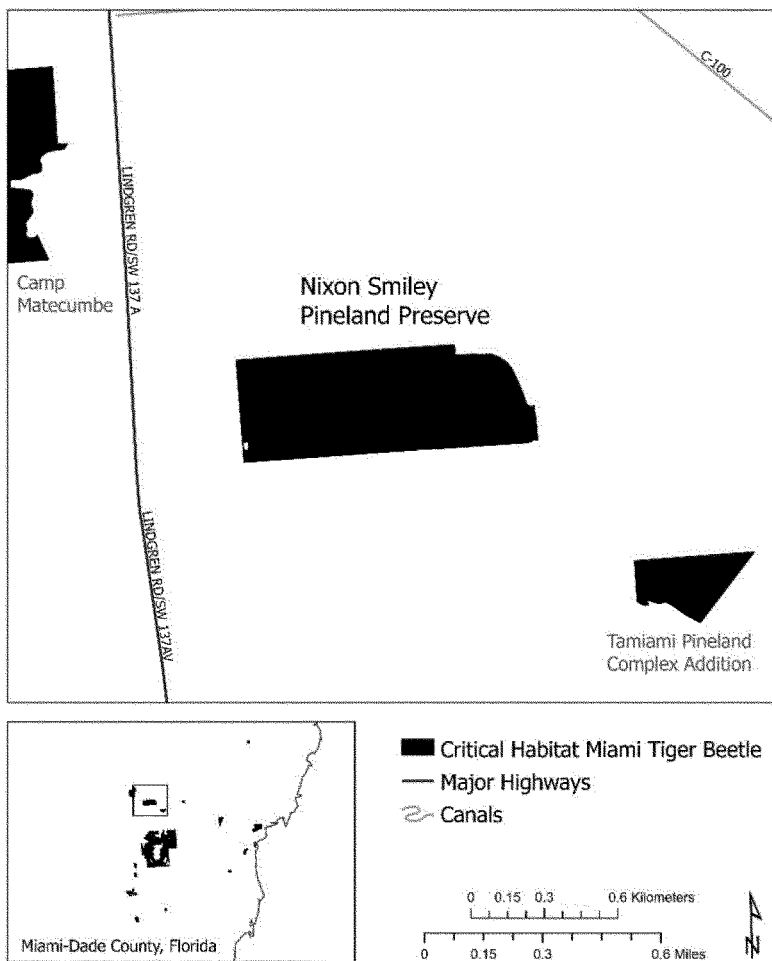 C-100
LINDGREN RD/SW 137 A
Camp
Matecumbe
Nixon Smiley
Pineland Preserve
LINDGREN RD/SW 137AV
Tamiami Pineland
Complex Addition
Critical Habitat Miami Tiger Beetle
Major Highways
Canals
Miami-Dade County, Florida
0 0.15 0.3 0.6 Kilometers
0 0.15 0.3 0.6 Miles
N